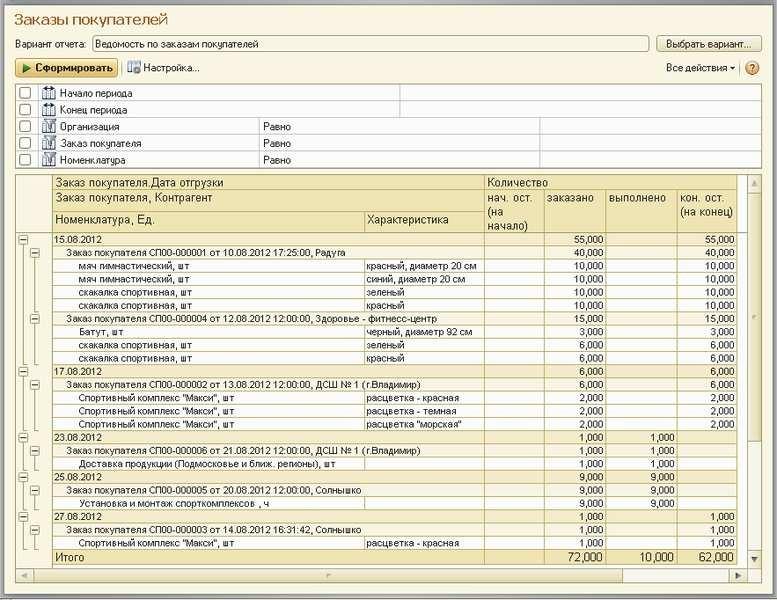 Заказы покупателей
Вариант отчета: Ведомость по заказам покупателей Выбрать вариант...
Сформировать Настройка... Все действия ?
Начало периода
Конец периода
Организация Равно
Заказ покупателя Равно
Номенклатура Равно
Заказ покупателя.Дата отгрузки Количество
Заказ покупателя, Контрагент нач. ост. (на начало) заказано выполнено кон. ост. (на конец)
Номенклатура, Ед. Характеристика
15.08.2012 55,000 55,000
Заказ покупателя СП00-000001 от 10.08.2012 17:25:00, Радуга 40,000 40,000
мяч гимнастический, шт красный, диаметр 20 см 10,000 10,000
мяч гимнастический, шт синий, диаметр 20 см 10,000 10,000
скакалка спортивная, шт зеленый 10,000 10,000
скакалка спортивная, шт красный 10,000 10,000
Заказ покупателя СП00-000004 от 12.08.2012 12:00:00, Здоровье - фитнесс-центр 15,000 15,000
Батут, шт черный, диаметр 92 см 3,000 3,000
скакалка спортивная, шт зеленый 6,000 6,000
скакалка спортивная, шт красный 6,000 6,000
17.08.2012 6,000 6,000
Заказ покупателя СП00-000002 от 13.08.2012 12:00:00, ДСШ № 1 (г.Владимир) 6,000 6,000
Спортивный комплекс "Макси", шт расцветка - красная 2,000 2,000
Спортивный комплекс "Макси", шт расцветка - темная 2,000 2,000
Спортивный комплекс "Макси", шт расцветка "морская" 2,000 2,000
23.08.2012 1,000 1,000
Заказ покупателя СП00-000006 от 21.08.2012 12:00:00, ДСШ № 1 (г.Владимир) 1,000 1,000
Доставка продукции (Подмосковье и ближ. регионы), шт 1,000 1,000
25.08.2012 9,000 9,000
Заказ покупателя СП00-000005 от 20.08.2012 12:00:00, Солнышко 9,000 9,000
Установка и монтаж спорткомплексов , ч 9,000 9,000
27.08.2012 1,000 1,000
Заказ покупателя СП00-000003 от 14.08.2012 16:31:42, Солнышко 1,000 1,000
Спортивный комплекс "Макси", шт расцветка - красная 1,000 1,000
Итого 72,000 10,000 62,000